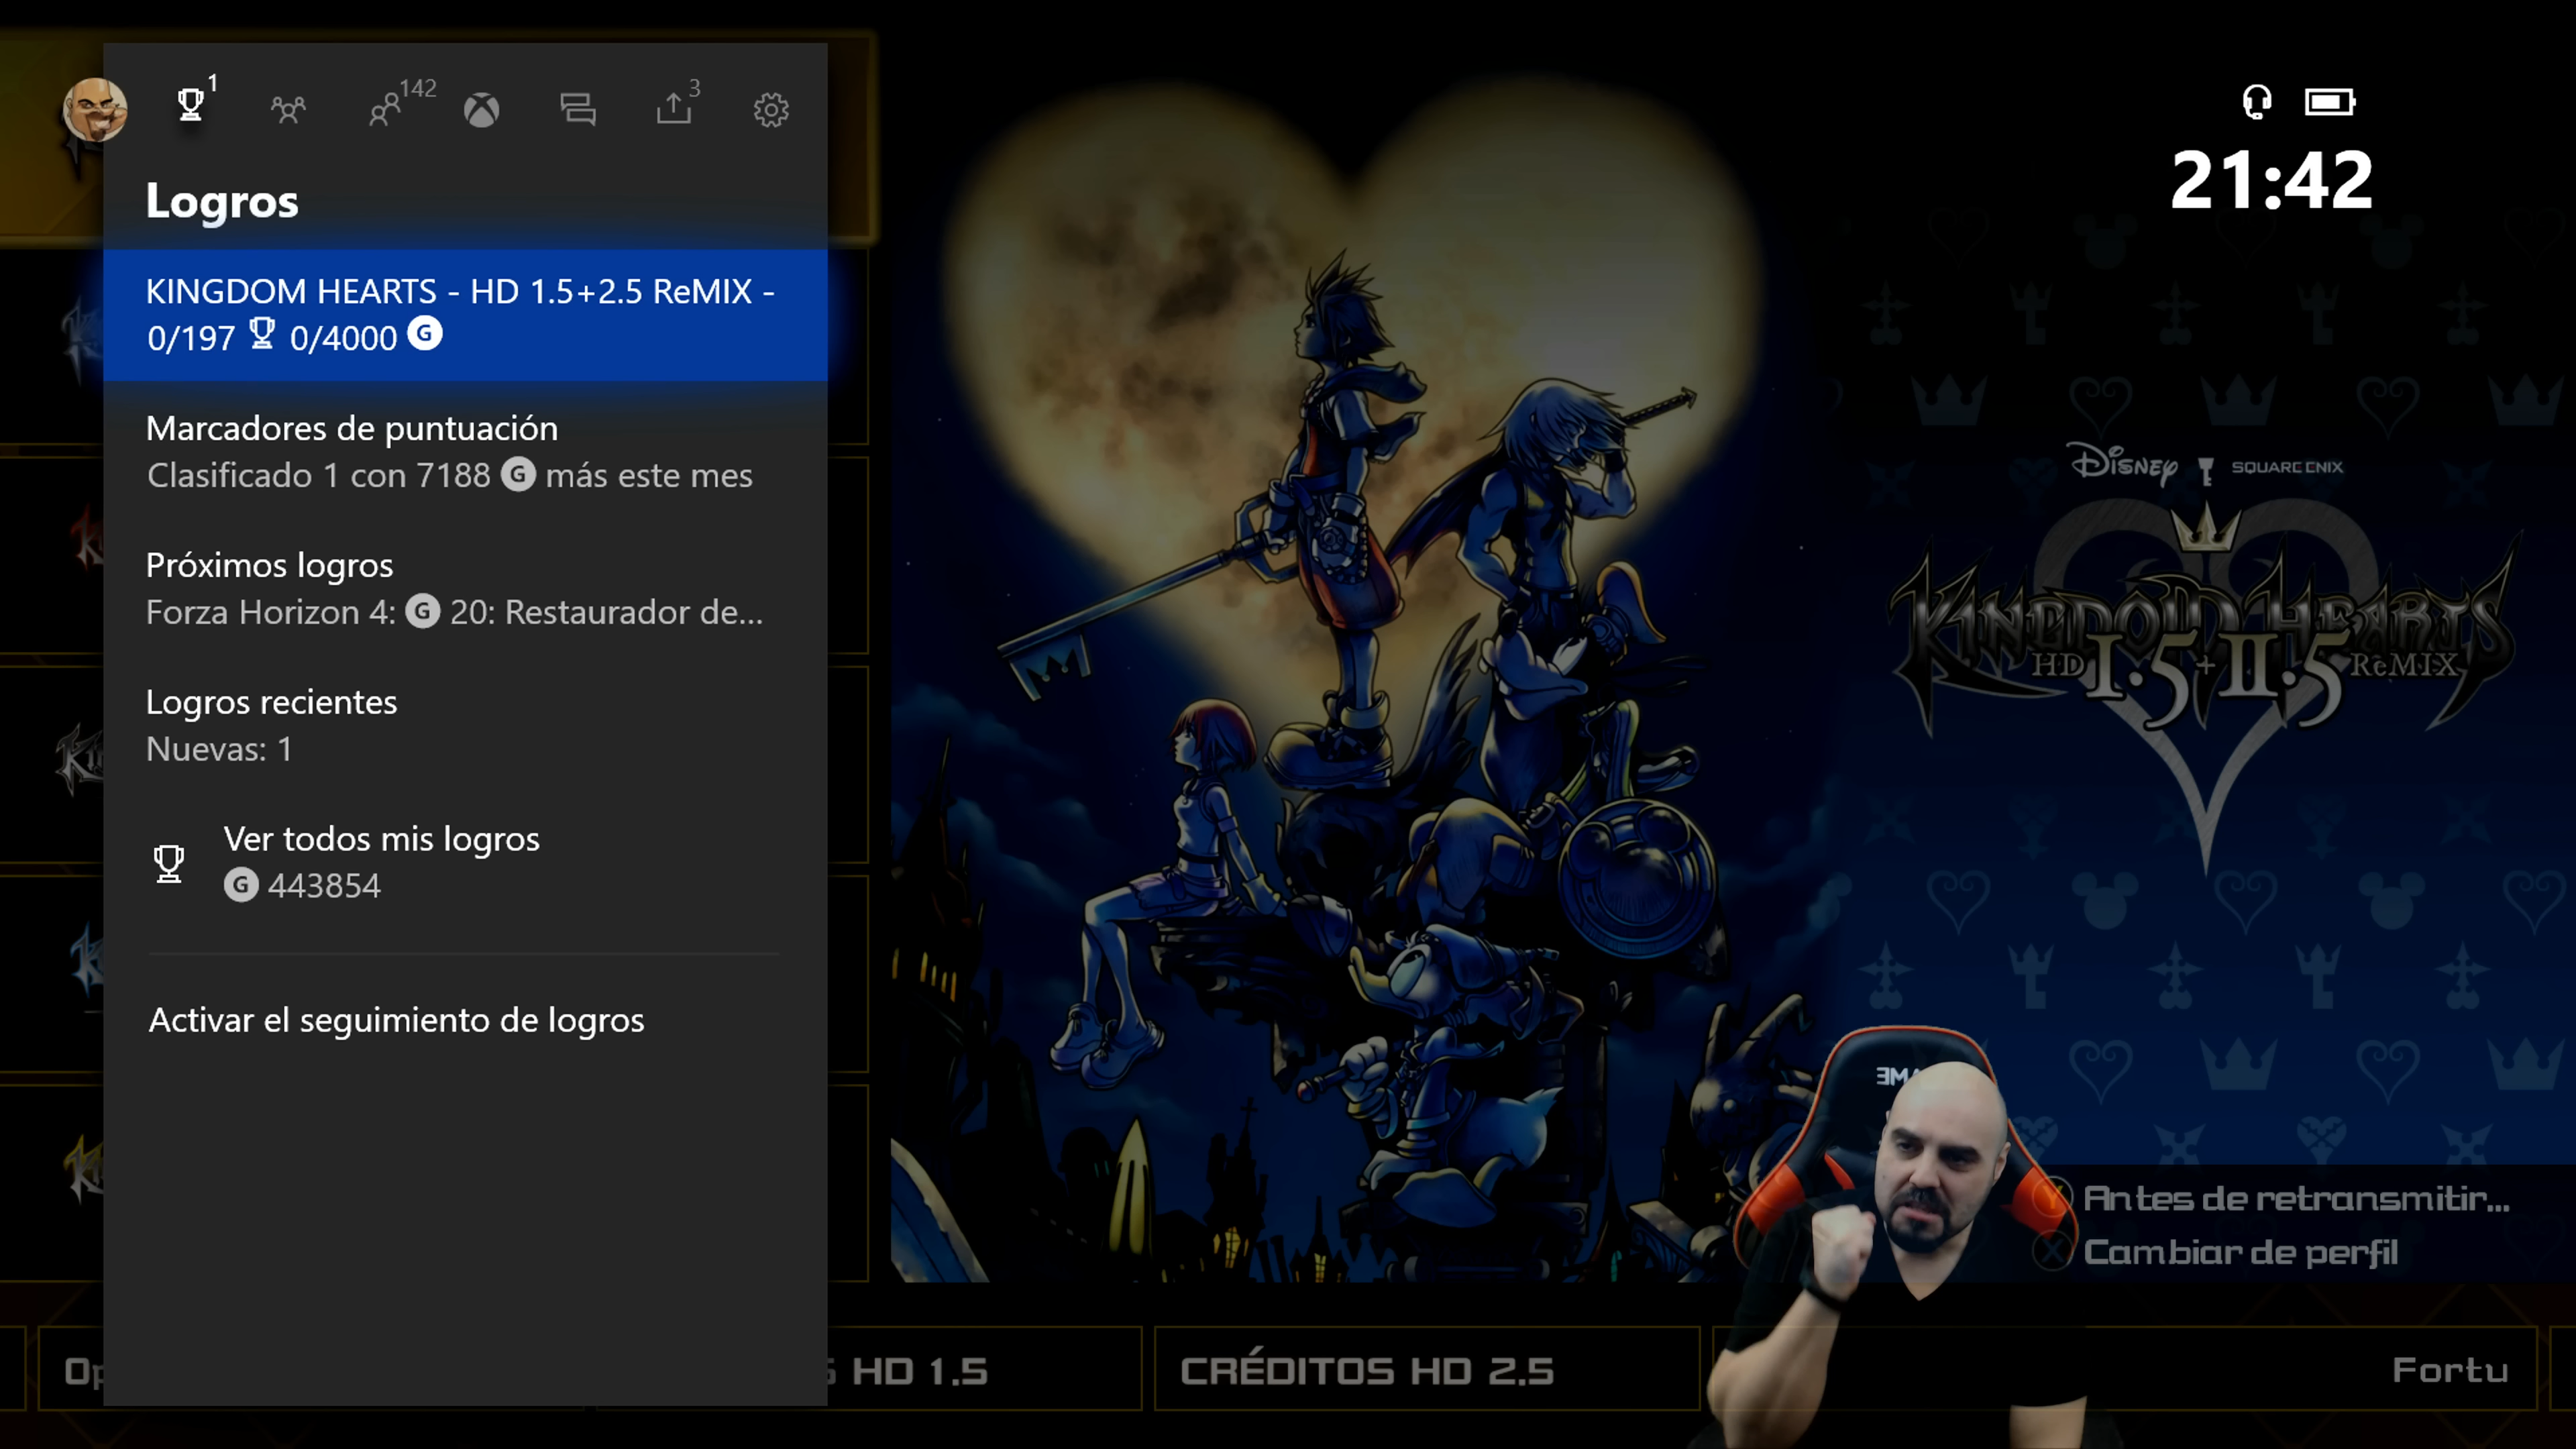 1
142
3
21:42
Logros
KINGDOM HEARTS - HD 1.5+2.5 ReMIX -
0/197 0/4000 G
Marcadores de puntuación
Clasificado 1 con 7188 G más este mes
Próximos logros
Forza Horizon 4: G 20: Restaurador de...
Logros recientes
Nuevas: 1
Ver todos mis logros
G 443854
Activar el seguimiento de logros
Disney SQUARE ENIX
KINGDOM HEARTS
HD I.5+II.5 ReMIX
Y Antes de retransmitir...
X Cambiar de perfil
HD 1.5
CRÉDITOS HD 2.5
Fortu